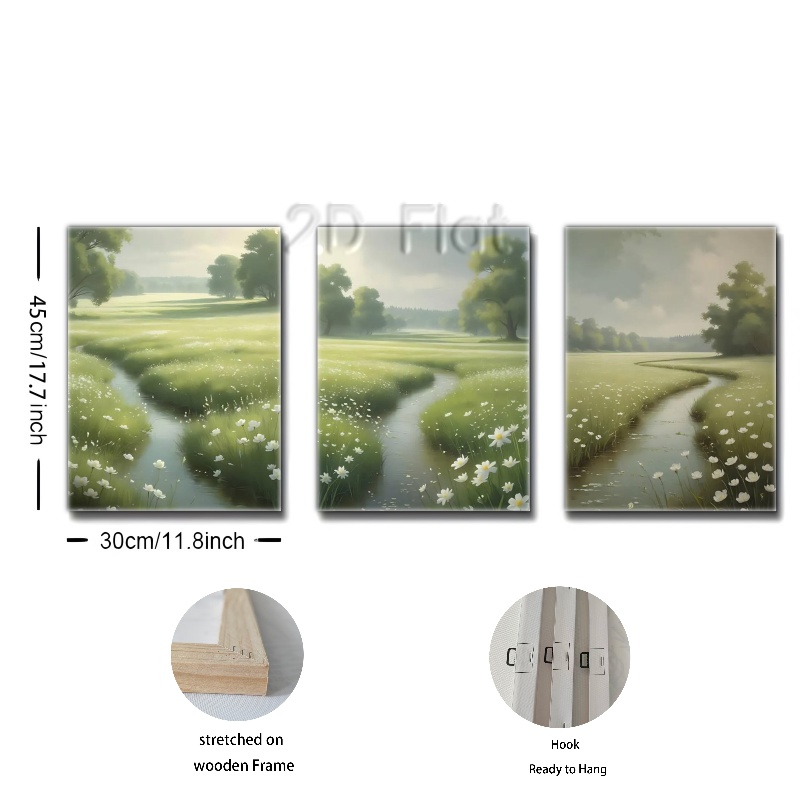 2D Flat
45cm/17.7inch
30cm/11.8inch
stretched on
wooden Frame
Hook
Ready to Hang